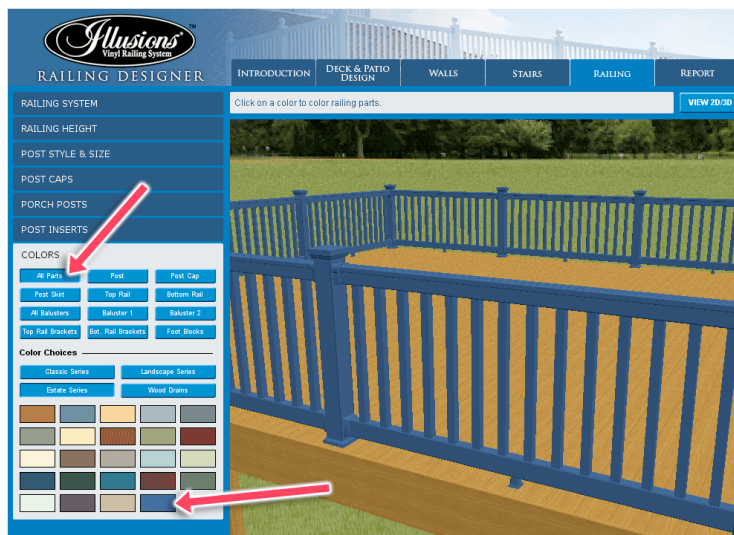 Illusions™
Vinyl Railing System
RAILING DESIGNER
INTRODUCTION
DECK & PATIO
DESIGN
WALLS
STAIRS
RAILING
REPORT
RAILING SYSTEM
Click on a color to color railing parts.
VIEW 2D/3D
RAILING HEIGHT
POST STYLE & SIZE
POST CAPS
PORCH POSTS
POST INSERTS
COLORS
All Parts Post Post Cap
Post Skirt Top Rail Bottom Rail
All Balusters Baluster 1 Baluster 2
Top Rail Brackets Bot. Rail Brackets Foot Blocks
Color Choices
Classic Series Landscape Series
Estate Series Wood Grains